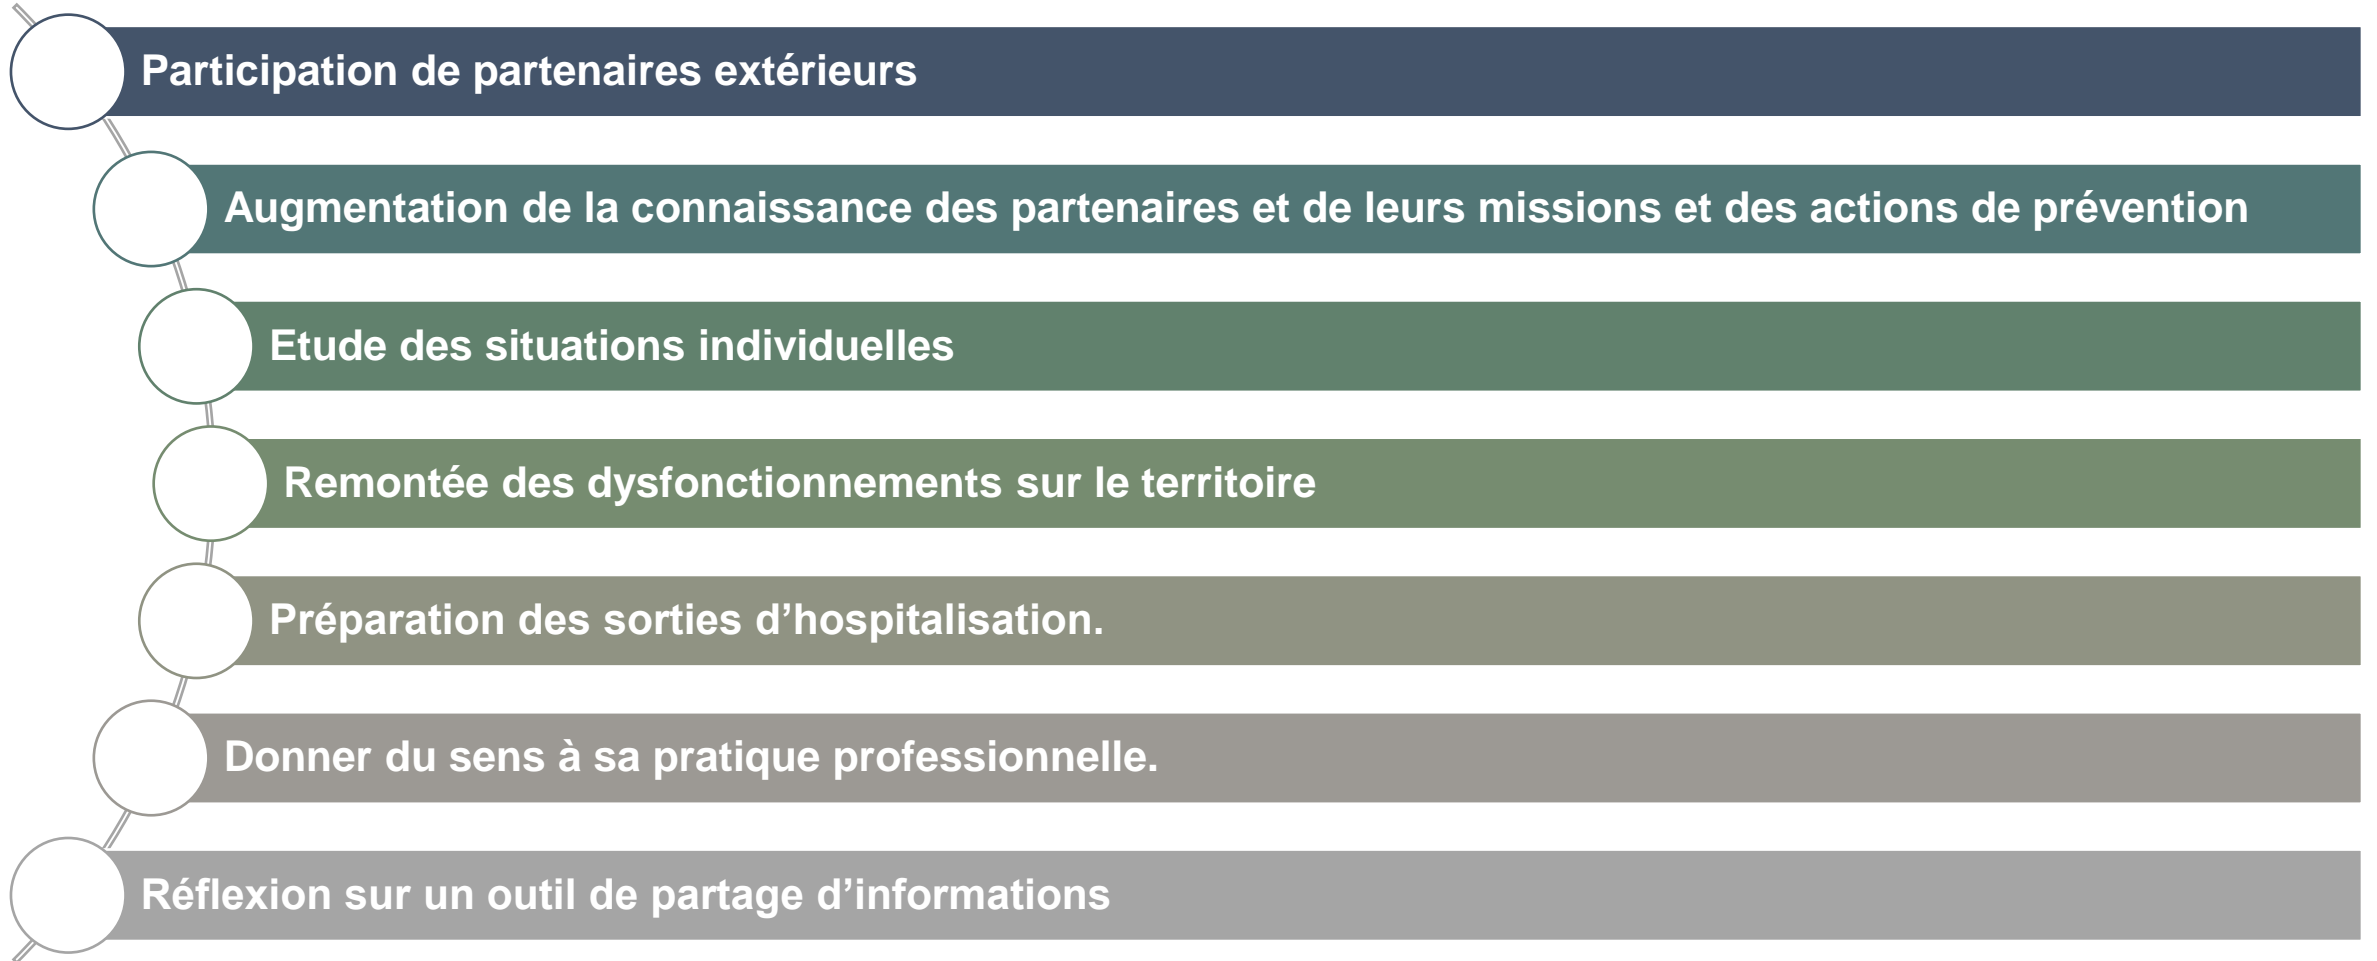 Participation de partenaires extérieurs
Augmentation de la connaissance des partenaires et de leurs missions et des actions de prévention
Etude des situations individuelles
Remontée des dysfonctionnements sur le territoire
Préparation des sorties d’hospitalisation.
Donner du sens à sa pratique professionnelle.
Réflexion sur un outil de partage d’informations